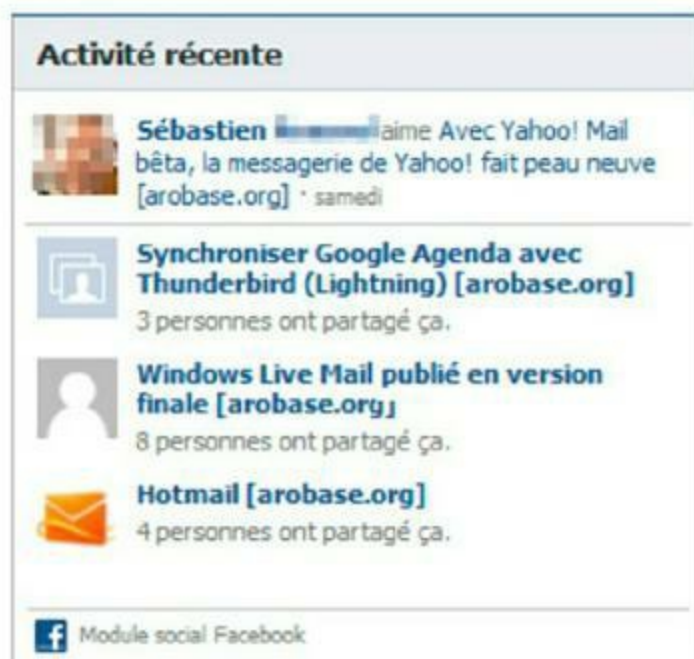 Activité récente
Sébastien aime Avec Yahoo! Mail
bêta, la messagerie de Yahoo! fait peau neuve
[arobase.org] · samedi
Synchroniser Google Agenda avec
Thunderbird (Lightning) [arobase.org]
3 personnes ont partagé ça.
Windows Live Mail publié en version
finale [arobase.org]
8 personnes ont partagé ça.
Hotmail [arobase.org]
4 personnes ont partagé ça.
Module social Facebook